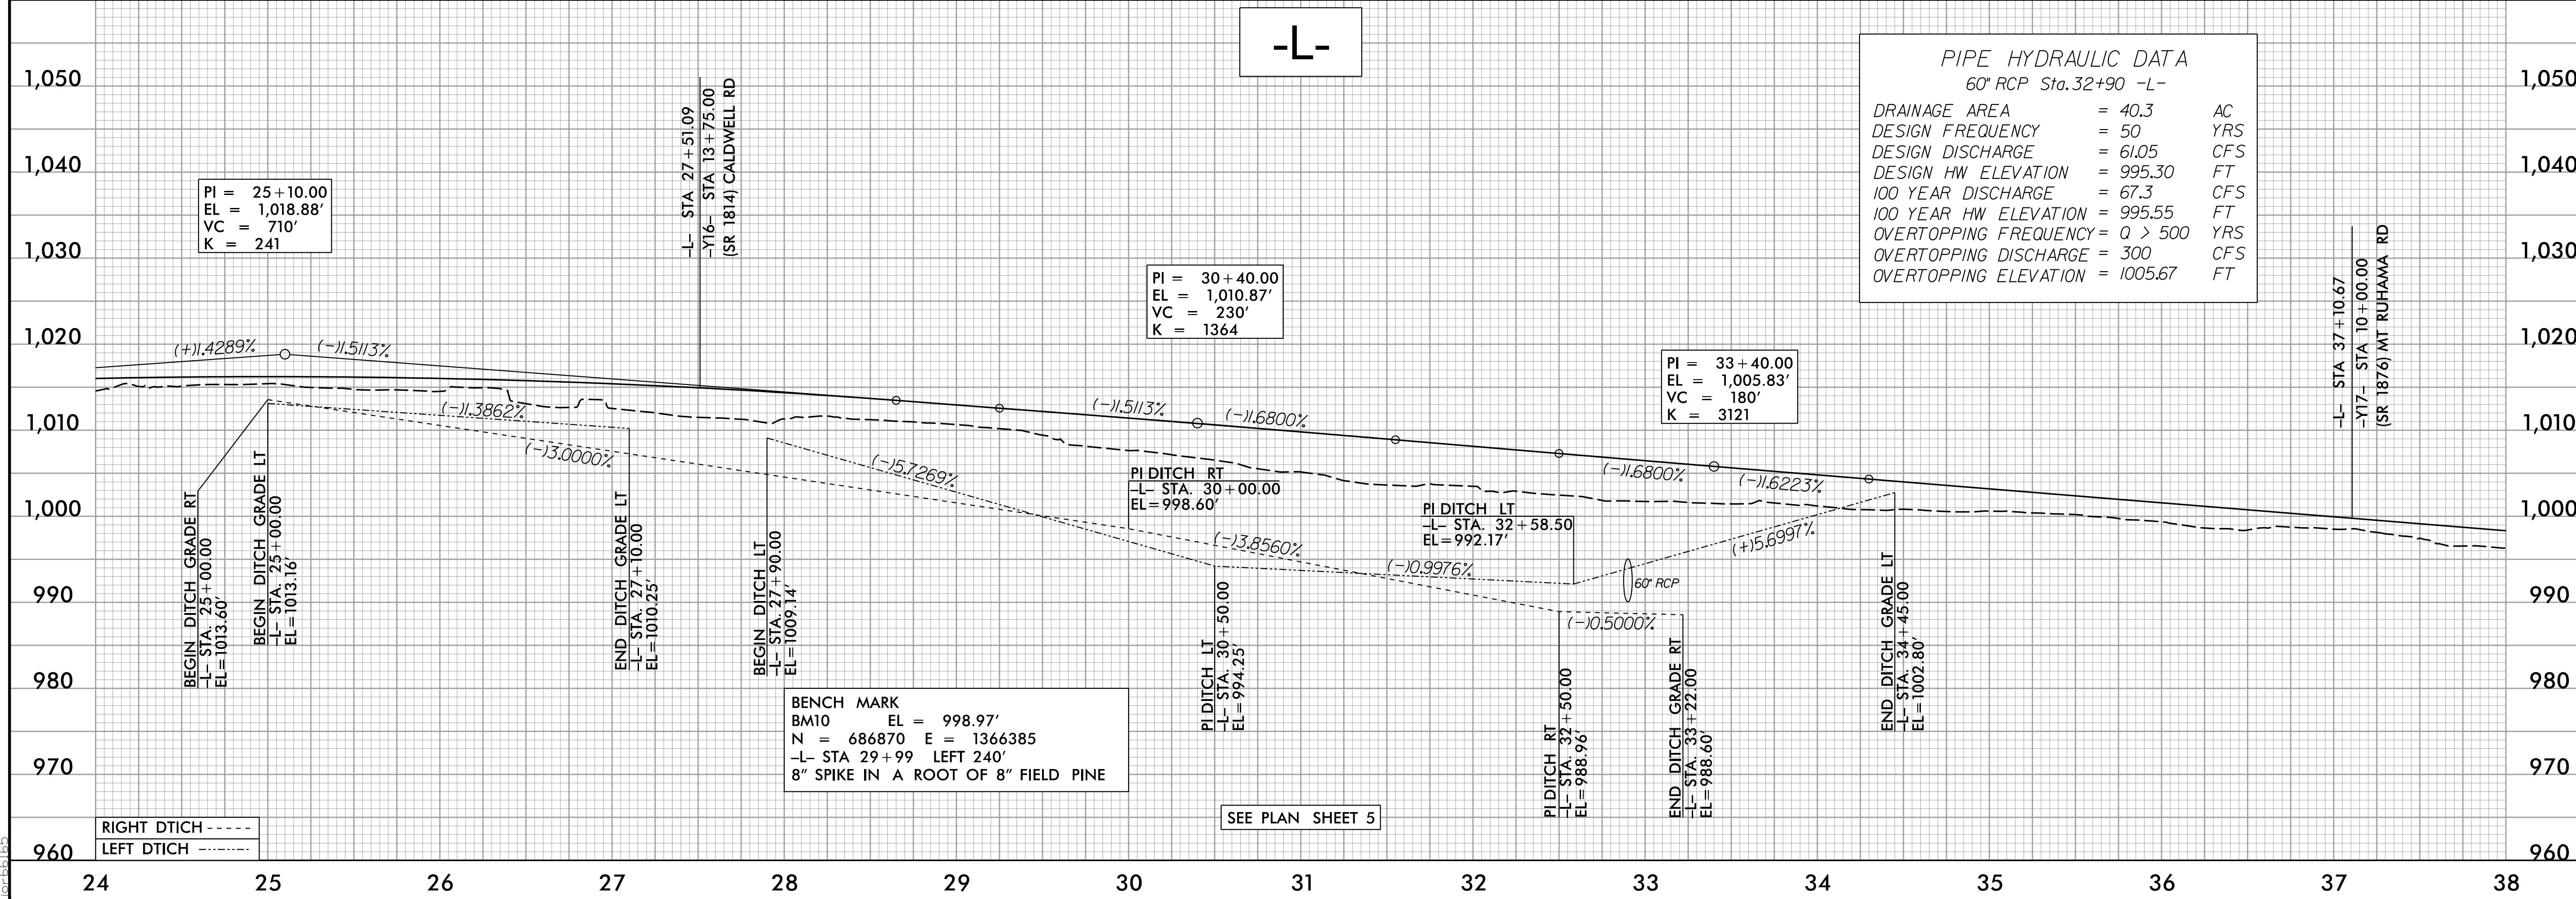 -L-
PIPE HYDRAULIC DATA
60" RCP Sta. 32+90 -L-
DRAINAGE AREA = 40.3 AC
DESIGN FREQUENCY = 50 YRS
DESIGN DISCHARGE = 61.05 CFS
DESIGN HW ELEVATION = 995.30 FT
100 YEAR DISCHARGE = 67.3 CFS
100 YEAR HW ELEVATION = 995.55 FT
OVERTOPPING FREQUENCY = Q > 500 YRS
OVERTOPPING DISCHARGE = 300 CFS
OVERTOPPING ELEVATION = 1005.67 FT
1,050
1,040
1,030
1,020
1,010
1,000
990
980
970
960
1,050
1,040
1,030
1,020
1,010
1,000
990
980
970
960
PI = 25+10.00
EL = 1,018.88'
VC = 710'
K = 241
-L- STA 27+51.09
-Y16- STA 13+75.00
(SR 1814) CALDWELL RD
PI = 30+40.00
EL = 1,010.87'
VC = 230'
K = 1364
PI = 33+40.00
EL = 1,005.83'
VC = 180'
K = 3121
-L- STA 37+10.67
-Y17- STA 10+00.00
(SR 1876) MT RUHAMA RD
(+)1.4289%
(-)1.5113%
(-)1.5113%
(-)1.6800%
(-)1.6800%
(-)1.6223%
(-)1.3862%
(-)3.0000%
(-)5.7269%
(-)3.8560%
(-)0.9976%
(+)5.6997%
(-)0.5000%
60" RCP
BEGIN DITCH GRADE RT
-L- STA. 25+00.00
EL=1013.60'
BEGIN DITCH GRADE LT
-L- STA. 25+00.00
EL=1013.16'
END DITCH GRADE LT
-L- STA. 27+10.00
EL=1010.25'
BEGIN DITCH LT
-L- STA. 27+90.00
EL=1009.14'
PI DITCH RT
-L- STA. 30+00.00
EL=998.60'
PI DITCH LT
-L- STA. 30+50.00
EL=994.25'
PI DITCH LT
-L- STA. 32+58.50
EL=992.17'
PI DITCH RT
-L- STA. 32+50.00
EL=988.96'
END DITCH GRADE RT
-L- STA. 33+22.00
EL=988.60'
END DITCH GRADE LT
-L- STA. 34+45.00
EL=1002.80'
BENCH MARK
BM10 EL = 998.97'
N = 686870 E = 1366385
-L- STA 29+99 LEFT 240'
8" SPIKE IN A ROOT OF 8" FIELD PINE
SEE PLAN SHEET 5
RIGHT DTICH
LEFT DTICH
24 25 26 27 28 29 30 31 32 33 34 35 36 37 38